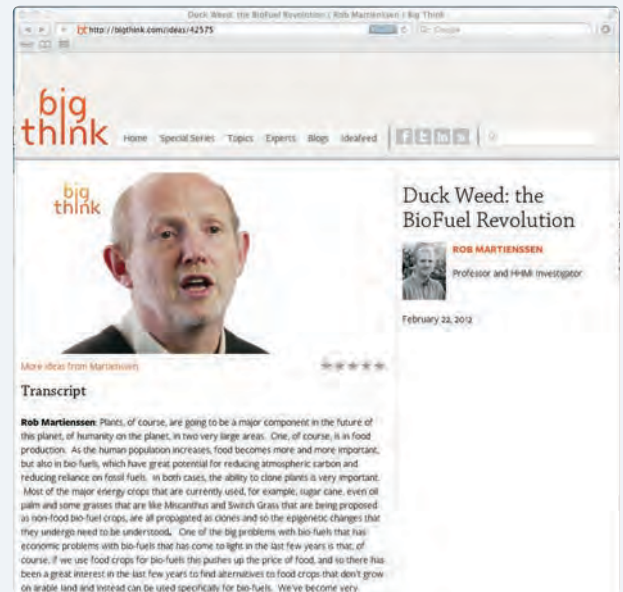 Duck Weed: the BioFuel Revolution | Rob Martienssen | Big Think
http://bigthink.com/ideas/42575
Google
big
think
Home Special Series Topics Experts Blogs Ideafeed
big
think
Duck Weed: the
BioFuel Revolution
ROB MARTIENSSEN
Professor and HHMI Investigator
February 22, 2012
More ideas from Martienssen
Transcript
Rob Martienssen: Plants, of course, are going to be a major component in the future of
this planet, of humanity on the planet, in two very large areas. One, of course, is in food
production. As the human population increases, food becomes more and more important,
but also in bio-fuels, which have great potential for reducing atmospheric carbon and
reducing reliance on fossil fuels. In both cases, the ability to clone plants is very important.
Most of the major energy crops that are currently used, for example, sugar cane, even oil
palm and some grasses that are like Miscanthus and Switch Grass that are being proposed
as non-food bio-fuel crops, are all propagated as clones and so the epigenetic changes that
they undergo need to be understood. One of the big problems with bio-fuels that has
economic problems with bio-fuels that has come to light in the last few years is that, of
course, if we use food crops for bio-fuels this pushes up the price of food, and so there has
been a great interest in the last few years to find alternatives to food crops that don't grow
on arable land and instead can be used specifically for bio-fuels. We've become very